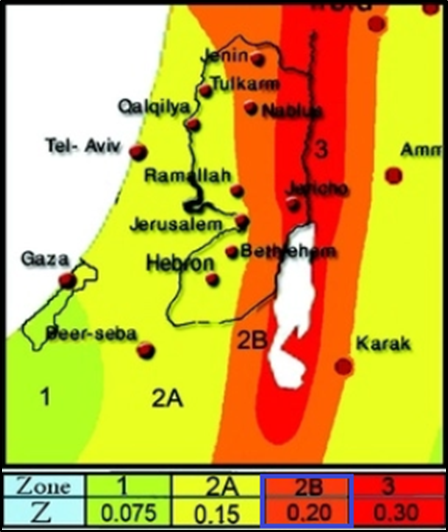 Irbid
Jenin
Tulkarm
Qalqilya
Nablus
Tel- Aviv
3
Amm
Ramallah
Jericho
Jerusalem
Bethlehem
Gaza
Hebron
Beer-seba
2B
Karak
1
2A
Zone 1 2A 2B 3
Z 0.075 0.15 0.20 0.30